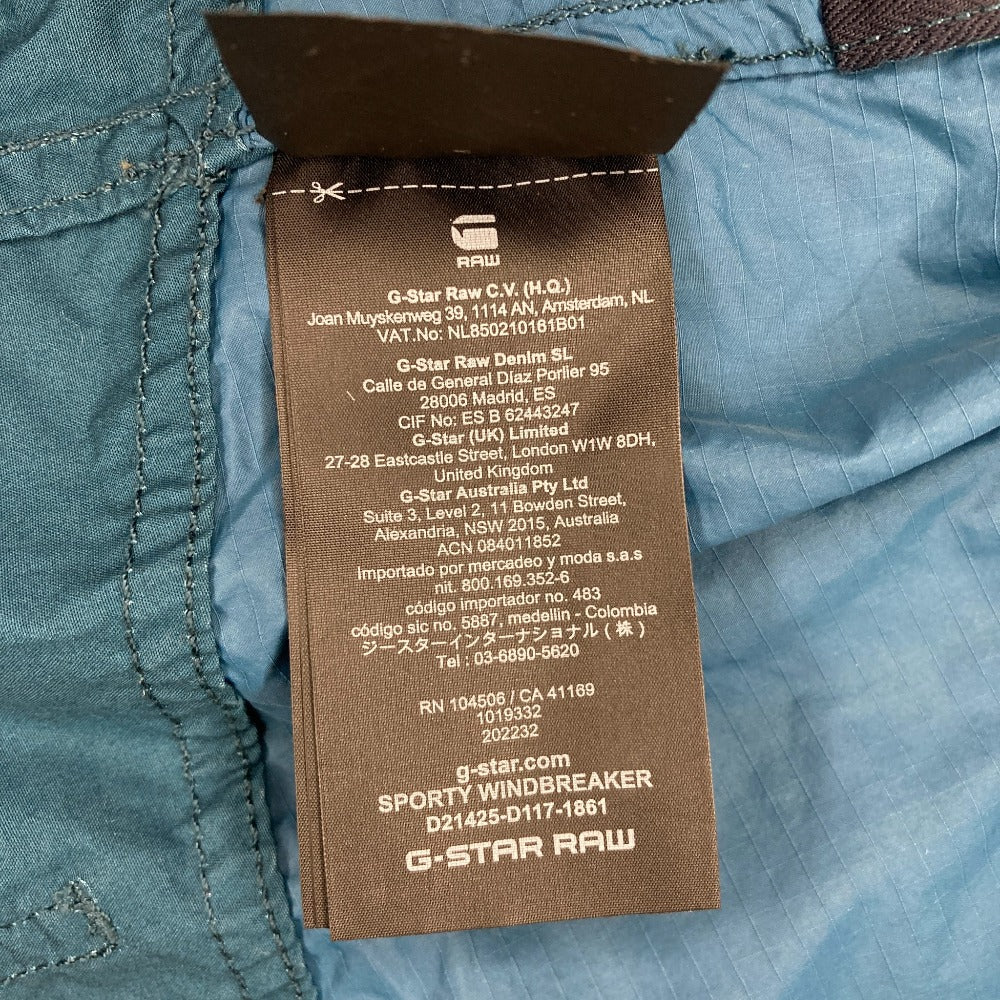 RAW
G-Star Raw C.V. (H.Q.)
Joan Muyskenweg 39, 1114 AN, Amsterdam, NL
VAT.No: NL850210161B01
G-Star Raw Denim SL
Calle de General Díaz Porlier 95
28006 Madrid, ES
CIF No: ES B 62443247
G-Star (UK) Limited
27-28 Eastcastle Street, London W1W 8DH,
United Kingdom
G-Star Australia Pty Ltd
Suite 3, Level 2, 11 Bowden Street,
Alexandria, NSW 2015, Australia
ACN 084011852
Importado por mercadeo y moda s.a.s
nit. 800.169.352-6
código importador no. 483
código sic no. 5887, medellin - Colombia
ジースターインターナショナル ( 株 )
Tel : 03-6890-5620
RN 104506 / CA 41169
1019332
202232
g-star.com
SPORTY WINDBREAKER
D21425-D117-1861
G-STAR RAW